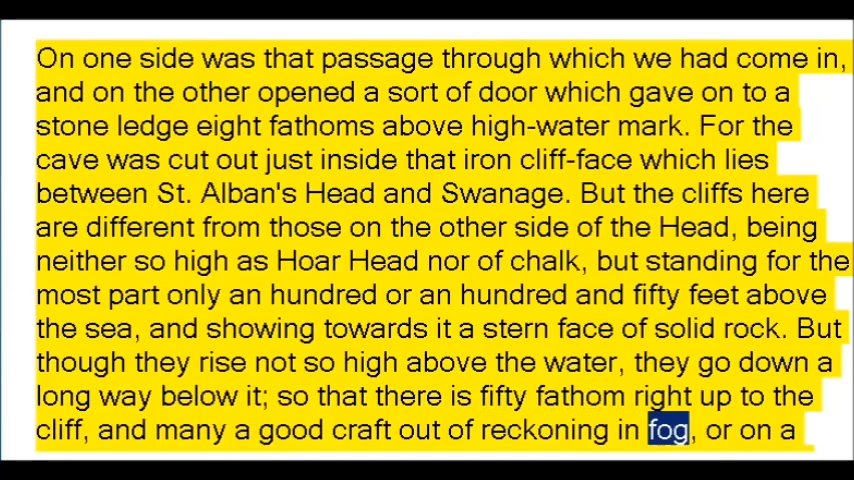 On one side was that passage through which we had come in,
and on the other opened a sort of door which gave on to a
stone ledge eight fathoms above high-water mark. For the
cave was cut out just inside that iron cliff-face which lies
between St. Alban's Head and Swanage. But the cliffs here
are different from those on the other side of the Head, being
neither so high as Hoar Head nor of chalk, but standing for the
most part only an hundred or an hundred and fifty feet above
the sea, and showing towards it a stern face of solid rock. But
though they rise not so high above the water, they go down a
long way below it; so that there is fifty fathom right up to the
cliff, and many a good craft out of reckoning in fog, or on a